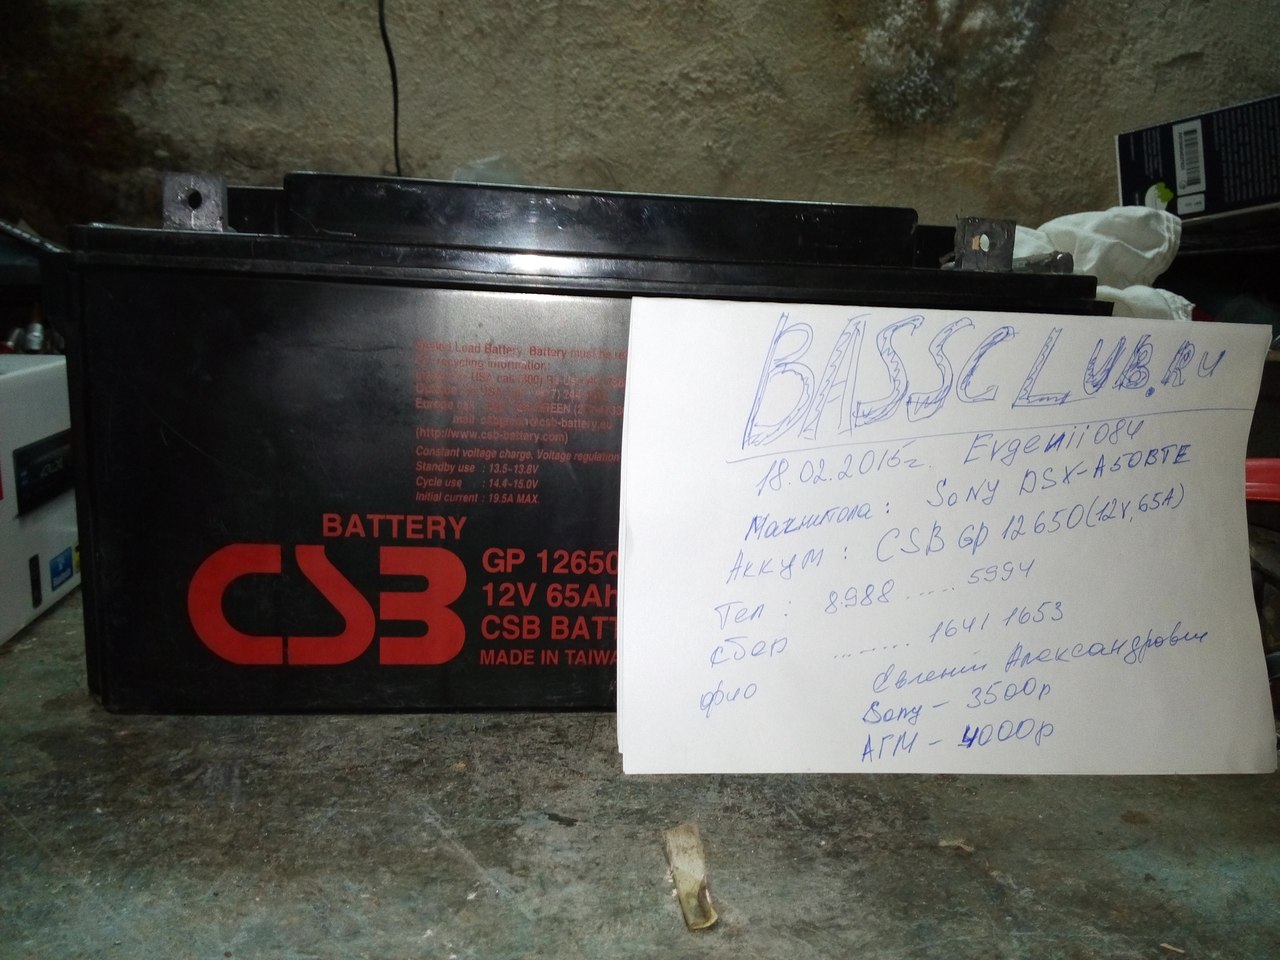 Lead Battery. Battery must be re
recycling information:
(http://www.csb-battery.com)
Constant voltage charge. Voltage regulation
Standby use : 13.5~13.8V
Cycle use : 14.4~15.0V
Initial current : 19.5A MAX.
BATTERY
CSB
GP 12650
12V 65Ah
CSB BATT
MADE IN TAIWA
BASSCLUB.RU
18.02.2016г. Evgenii084
Магнитола: SONY DSX-A50BTE
Аккум: CSB GP 12650(12V,65A)
Тел: 8988 ...... 5994
сбер ......... 1641 1653
фио Евгений Александрович
Sony - 3500р
АГМ - 4000р